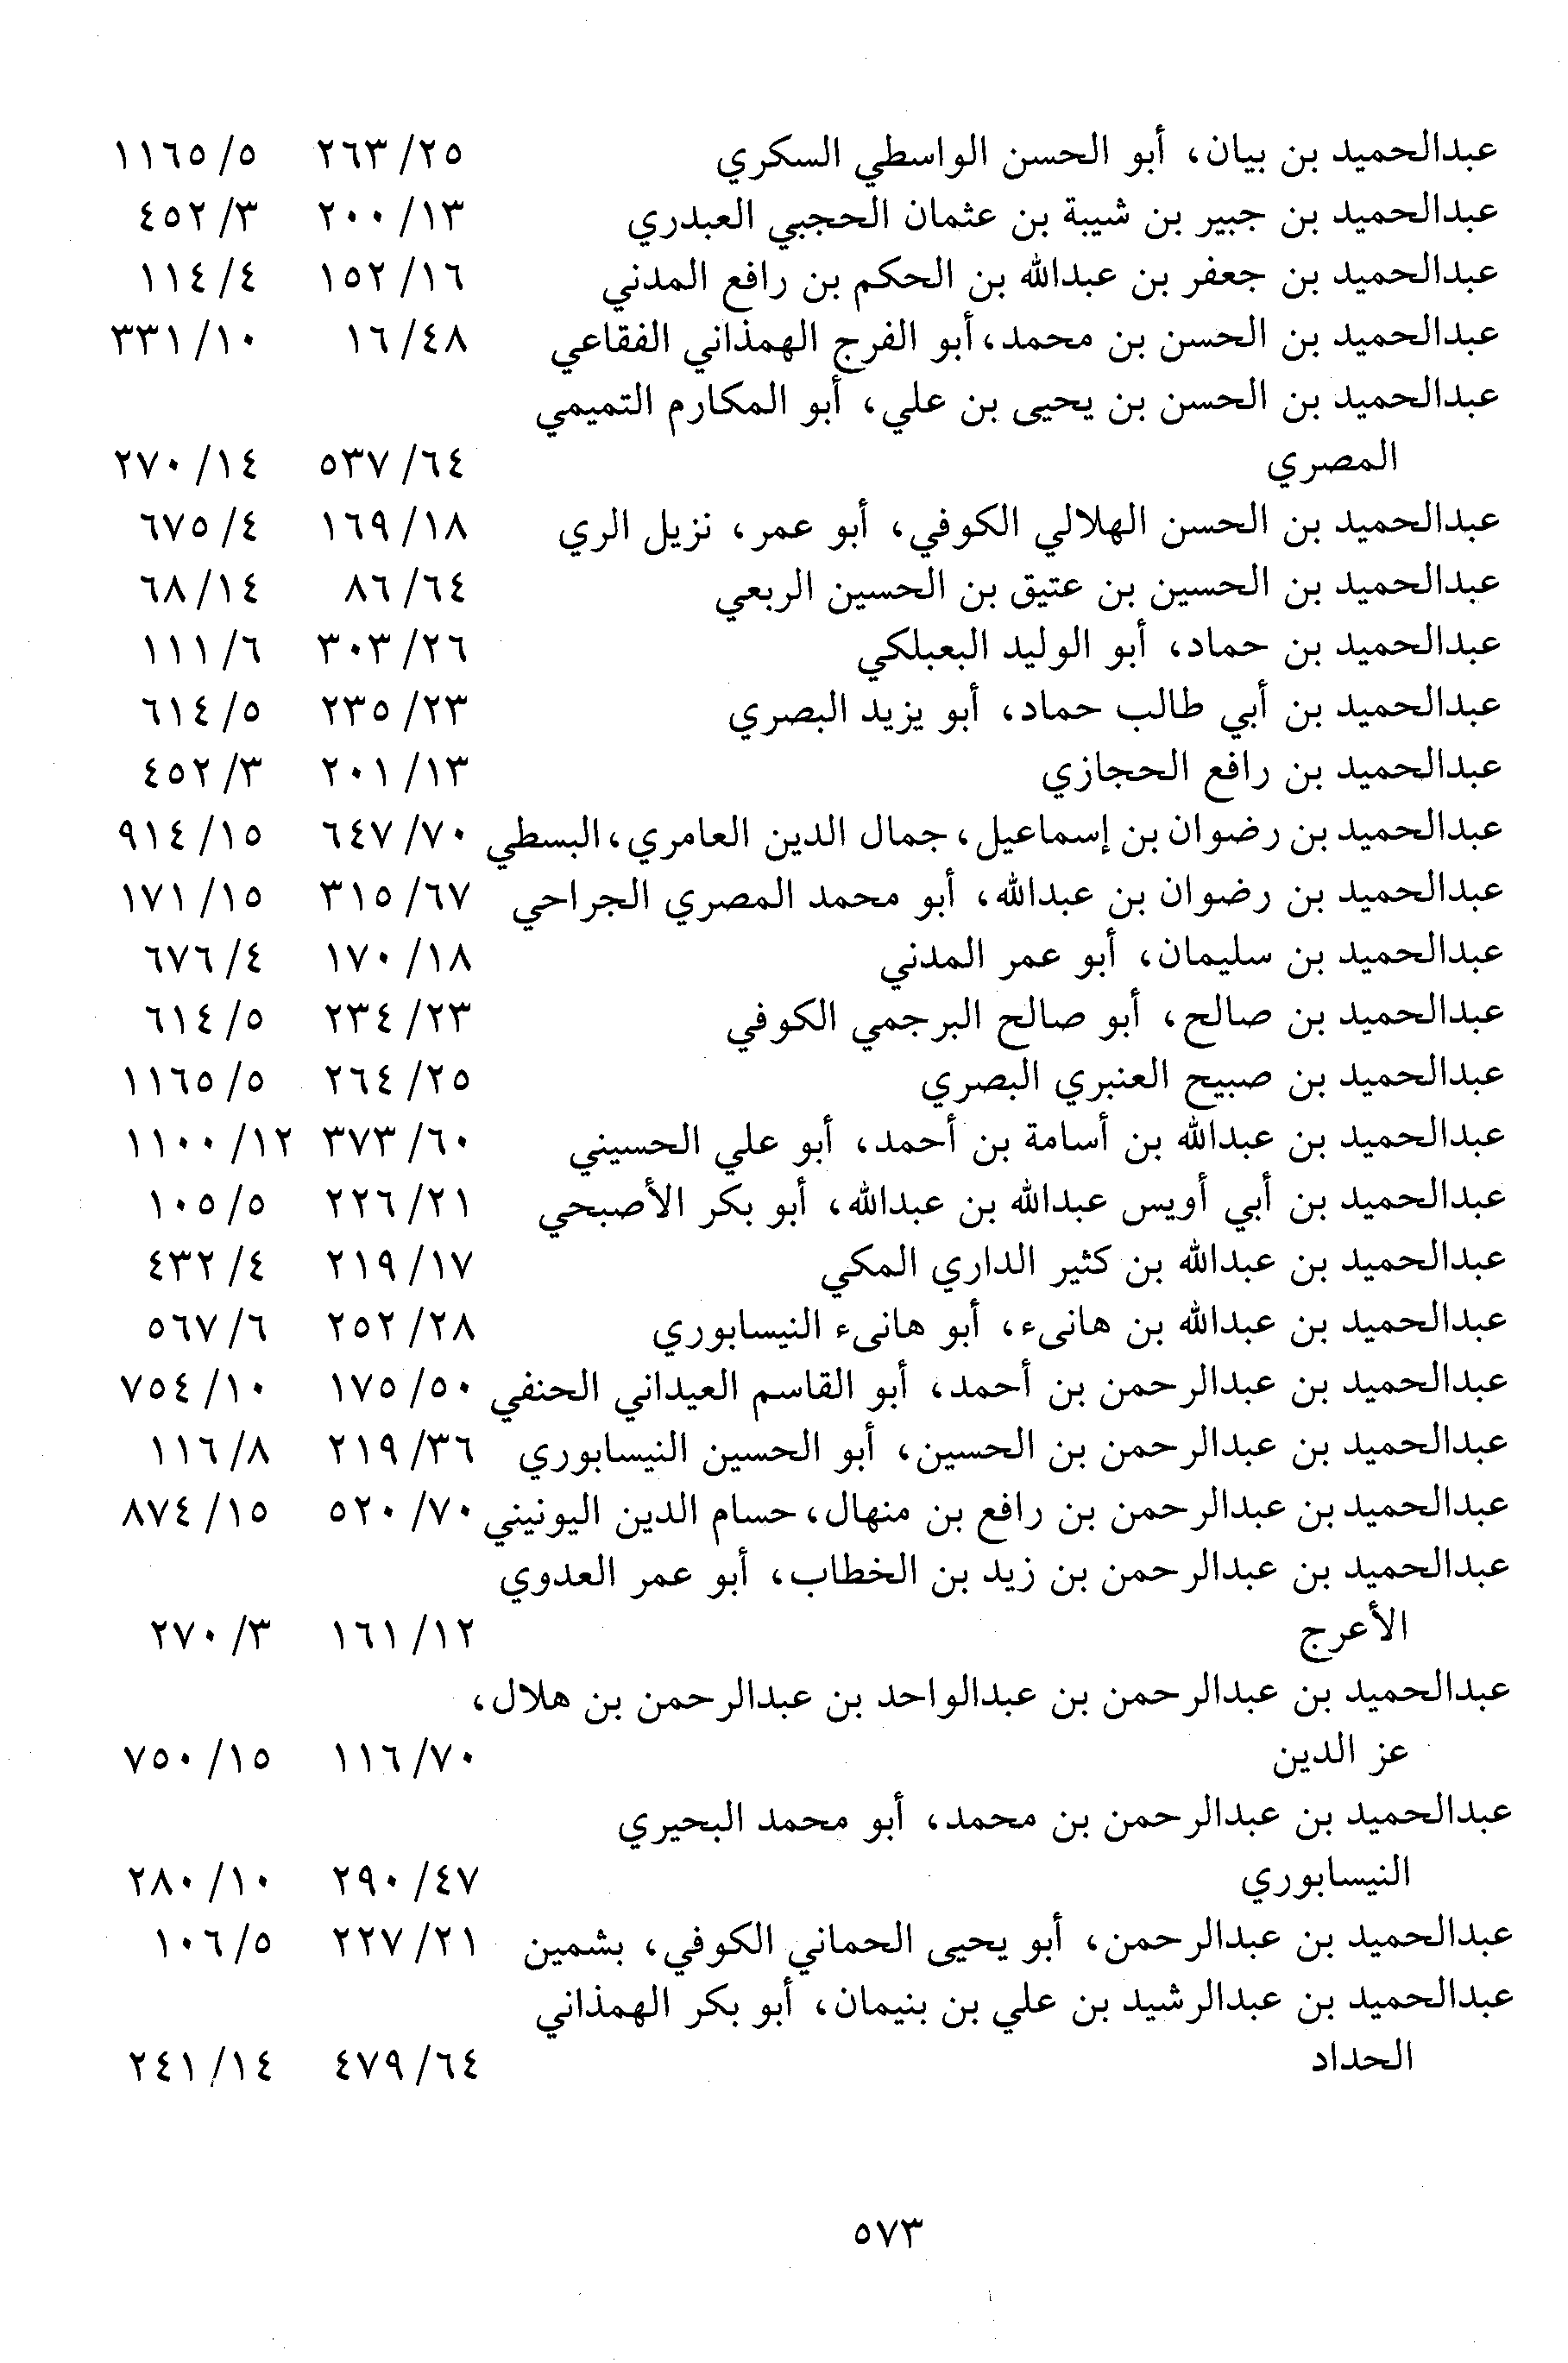 عبدالحميد بن بيان، أبو الحسن الواسطي السكري ٢٥/ ٢٦٣ ٥/ ١١٦٥
عبدالحميد بن جبير بن شيبة بن عثمان الحجبي العبدري ١٣/ ٢٠٠ ٣/ ٤٥٢
عبدالحميد بن جعفر بن عبدالله بن الحكم بن رافع المدني ١٦/ ١٥٢ ٤/ ١١٤
عبدالحميد بن الحسن بن محمد، أبو الفرج الهمذاني الفقاعي ٤٨/ ١٦ ١٠/ ٣٣١
عبدالحميد بن الحسن بن يحيى بن علي، أبو المكارم التميمي
المصري ٦٤/ ٥٣٧ ١٤/ ٢٧٠
عبدالحميد بن الحسن الهلالي الكوفي، أبو عمر، نزيل الري ١٨/ ١٦٩ ٤/ ٦٧٥
عبدالحميد بن الحسين بن عتيق بن الحسين الربعي ٦٤/ ٨٦ ١٤/ ٦٨
عبدالحميد بن حماد، أبو الوليد البعبلكي ٢٦/ ٣٠٣ ٦/ ١١١
عبدالحميد بن أبي طالب حماد، أبو يزيد البصري ٢٣/ ٢٣٥ ٥/ ٦١٤
عبدالحميد بن رافع الحجازي ١٣/ ٢٠١ ٣/ ٤٥٢
عبدالحميد بن رضوان بن إسماعيل، جمال الدين العامري، البسطي ٧٠/ ٦٤٧ ١٥/ ٩١٤
عبدالحميد بن رضوان بن عبدالله، أبو محمد المصري الجراحي ٦٧/ ٣١٥ ١٥/ ١٧١
عبدالحميد بن سليمان، أبو عمر المدني ١٨/ ١٧٠ ٤/ ٦٧٦
عبدالحميد بن صالح، أبو صالح البرجمي الكوفي ٢٣/ ٢٣٤ ٥/ ٦١٤
عبدالحميد بن صبيح العنبري البصري ٢٥/ ٢٦٤ ٥/ ١١٦٥
عبدالحميد بن عبدالله بن أسامة بن أحمد، أبو علي الحسيني ٦٠/ ٣٧٣ ١٢/ ١١٠٠
عبدالحميد بن أبي أويس عبدالله بن عبدالله، أبو بكر الأصبحي ٢١/ ٢٢٦ ٥/ ١٠٥
عبدالحميد بن عبدالله بن كثير الداري المكي ١٧/ ٢١٩ ٤/ ٤٣٢
عبدالحميد بن عبدالله بن هانىء، أبو هانىء النيسابوري ٢٨/ ٢٥٢ ٦/ ٥٦٧
عبدالحميد بن عبدالرحمن بن أحمد، أبو القاسم العيداني الحنفي ٥٠/ ١٧٥ ١٠/ ٧٥٤
عبدالحميد بن عبدالرحمن بن الحسين، أبو الحسين النيسابوري ٣٦/ ٢١٩ ٨/ ١١٦
عبدالحميد بن عبدالرحمن بن رافع بن منهال، حسام الدين اليونيني ٧٠/ ٥٢٠ ١٥/ ٨٧٤
عبدالحميد بن عبدالرحمن بن زيد بن الخطاب، أبو عمر العدوي
الأعرج ١٢/ ١٦١ ٣/ ٢٧٠
عبدالحميد بن عبدالرحمن بن عبدالواحد بن عبدالرحمن بن هلال،
عز الدين ٧٠/ ١١٦ ١٥/ ٧٥٠
عبدالحميد بن عبدالرحمن بن محمد، أبو محمد البحيري
النيسابوري ٤٧/ ٢٩٠ ١٠/ ٢٨٠
عبدالحميد بن عبدالرحمن، أبو يحيى الحماني الكوفي، بشمين ٢١/ ٢٢٧ ٥/ ١٠٦
عبدالحميد بن عبدالرشيد بن علي بن بنيمان، أبو بكر الهمذاني
الحداد ٦٤/ ٤٧٩ ١٤/ ٢٤١
٥٧٣